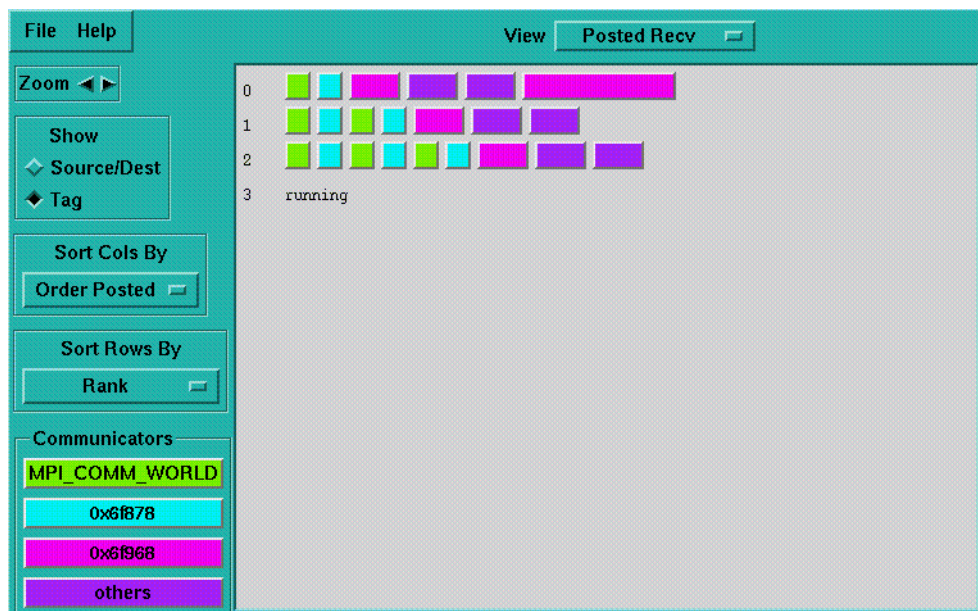 File Help
View Posted Recv
Zoom
Show
Source/Dest
Tag
Sort Cols By
Order Posted
Sort Rows By
Rank
Communicators
MPI_COMM_WORLD
0x6f878
0x6f968
others
0
1
2
3 running